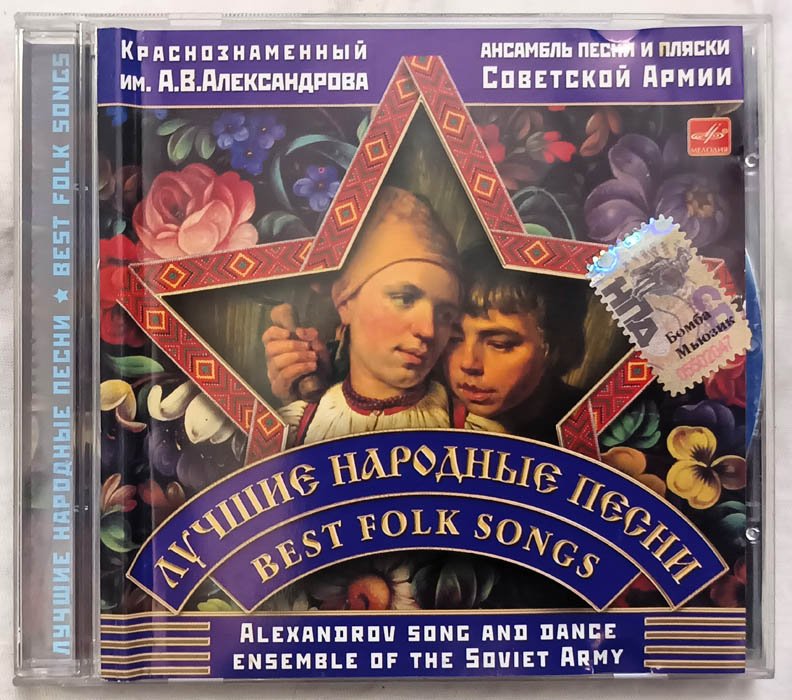 Краснознаменный
им. А.В.Александрова
ансамбль песни и пляски
Советской Армии
МЕЛОДИЯ
Бомба
Мьюзик
ЛУЧШИЕ НАРОДНЫЕ ПЕСНИ
BEST FOLK SONGS
Alexandrov song and dance
ensemble of the Soviet Army
ЛУЧШИЕ НАРОДНЫЕ ПЕСНИ ★ BEST FOLK SONGS